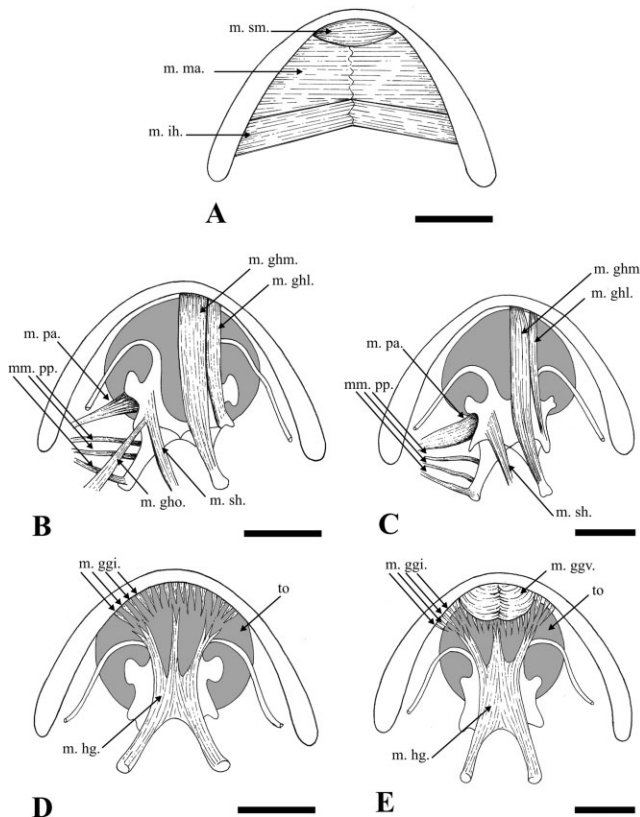 m. sm.
m. ma.
m. ih.
A
m. ghm.
m. ghl.
m. pa.
mm. pp.
m. gho.
m. sh.
B
m. ghm
m. ghl.
m. pa.
mm. pp.
m. sh.
C
m. ggi.
to
m. hg.
D
m. ggi.
m. ggv.
to
m. hg.
E